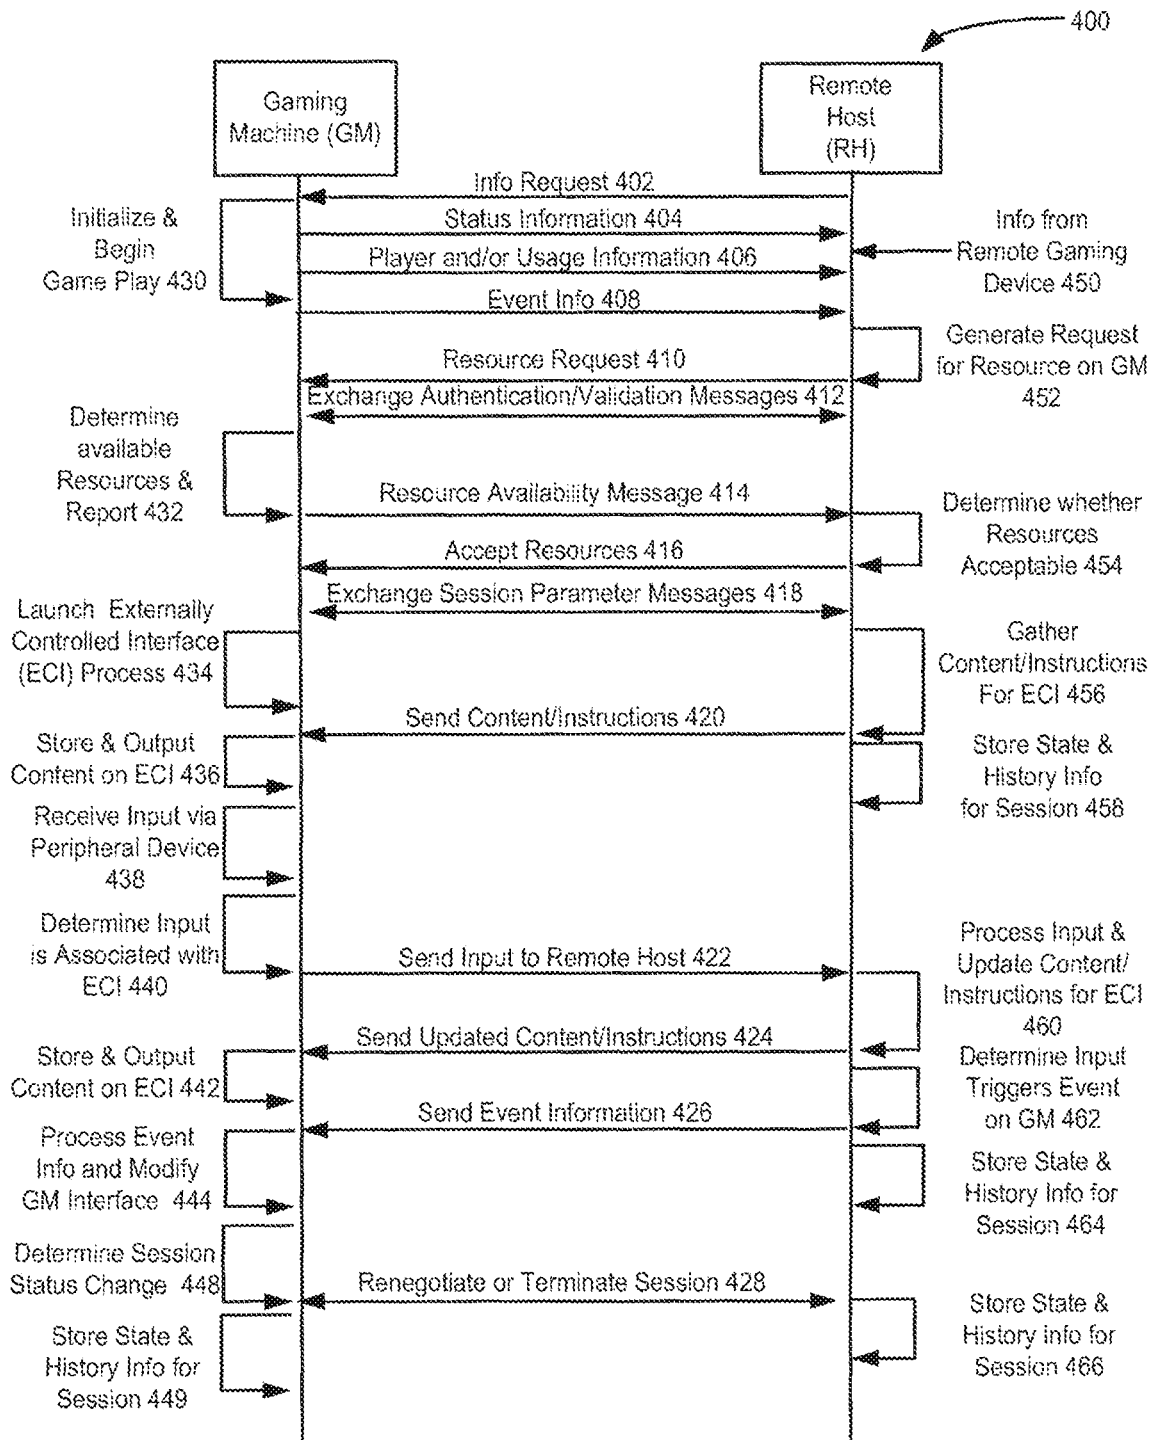 400
Gaming
Machine (GM)
Remote
Host
(RH)
Info Request 402
Initialize &
Begin
Game Play 430
Status Information 404
Info from
Remote Gaming
Device 450
Player and/or Usage Information 406
Event Info 408
Generate Request
for Resource on GM
452
Resource Request 410
Exchange Authentication/Validation Messages 412
Determine
available
Resources &
Report 432
Resource Availability Message 414
Determine whether
Resources
Acceptable 454
Accept Resources 416
Exchange Session Parameter Messages 418
Launch Externally
Controlled Interface
(ECI) Process 434
Gather
Content/Instructions
For ECI 456
Send Content/Instructions 420
Store & Output
Content on ECI 436
Store State &
History Info
for Session 458
Receive Input via
Peripheral Device
438
Determine Input
is Associated with
ECI 440
Send Input to Remote Host 422
Process Input &
Update Content/
Instructions for ECI
460
Send Updated Content/Instructions 424
Store & Output
Content on ECI 442
Determine Input
Triggers Event
on GM 462
Send Event Information 426
Process Event
Info and Modify
GM Interface 444
Store State &
History Info for
Session 464
Determine Session
Status Change 448
Renegotiate or Terminate Session 428
Store State &
History info for
Session 466
Store State &
History Info for
Session 449